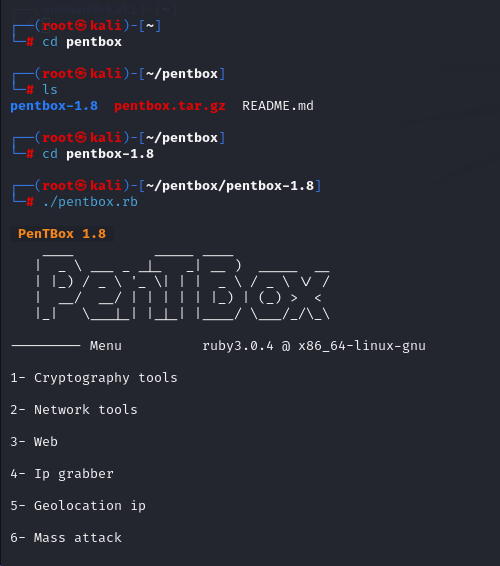 ┌──(root㉿kali)-[~]
└─# cd pentbox
┌──(root㉿kali)-[~/pentbox]
└─# ls
pentbox-1.8  pentbox.tar.gz  README.md
┌──(root㉿kali)-[~/pentbox]
└─# cd pentbox-1.8
┌──(root㉿kali)-[~/pentbox/pentbox-1.8]
└─# ./pentbox.rb
PenTBox 1.8
PenTBox
--------- Menu          ruby3.0.4 @ x86_64-linux-gnu
1- Cryptography tools
2- Network tools
3- Web
4- Ip grabber
5- Geolocation ip
6- Mass attack